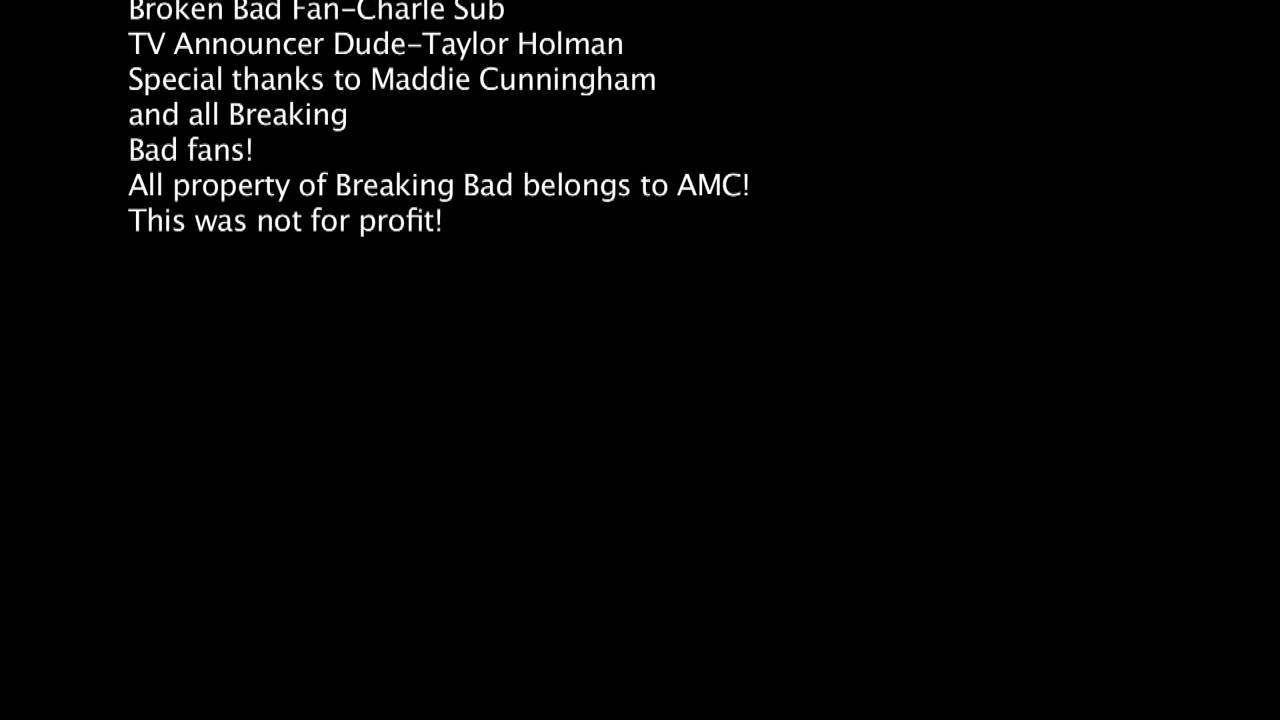 Broken Bad Fan-Charle Sub
TV Announcer Dude-Taylor Holman
Special thanks to Maddie Cunningham
and all Breaking
Bad fans!
All property of Breaking Bad belongs to AMC!
This was not for profit!